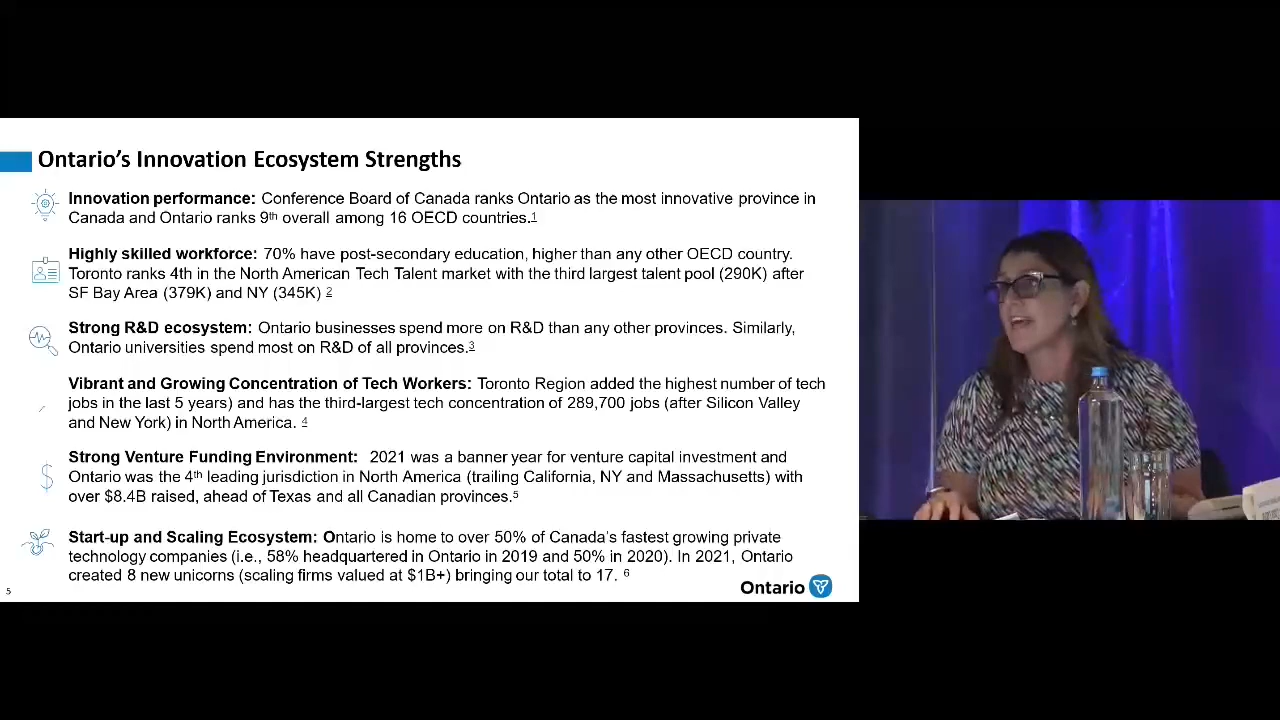 Ontario's Innovation Ecosystem Strengths
Innovation performance: Conference Board of Canada ranks Ontario as the most innovative province in
Canada and Ontario ranks 9th overall among 16 OECD countries.1
Highly skilled workforce: 70% have post-secondary education, higher than any other OECD country.
Toronto ranks 4th in the North American Tech Talent market with the third largest talent pool (290K) after
SF Bay Area (379K) and NY (345K) 2
Strong R&D ecosystem: Ontario businesses spend more on R&D than any other provinces. Similarly,
Ontario universities spend most on R&D of all provinces.3
Vibrant and Growing Concentration of Tech Workers: Toronto Region added the highest number of tech
jobs in the last 5 years) and has the third-largest tech concentration of 289,700 jobs (after Silicon Valley
and New York) in North America. 4
Strong Venture Funding Environment: 2021 was a banner year for venture capital investment and
Ontario was the 4th leading jurisdiction in North America (trailing California, NY and Massachusetts) with
over $8.4B raised, ahead of Texas and all Canadian provinces.5
Start-up and Scaling Ecosystem: Ontario is home to over 50% of Canada's fastest growing private
technology companies (i.e., 58% headquartered in Ontario in 2019 and 50% in 2020). In 2021, Ontario
created 8 new unicorns (scaling firms valued at $1B+) bringing our total to 17. 6
5
Ontario